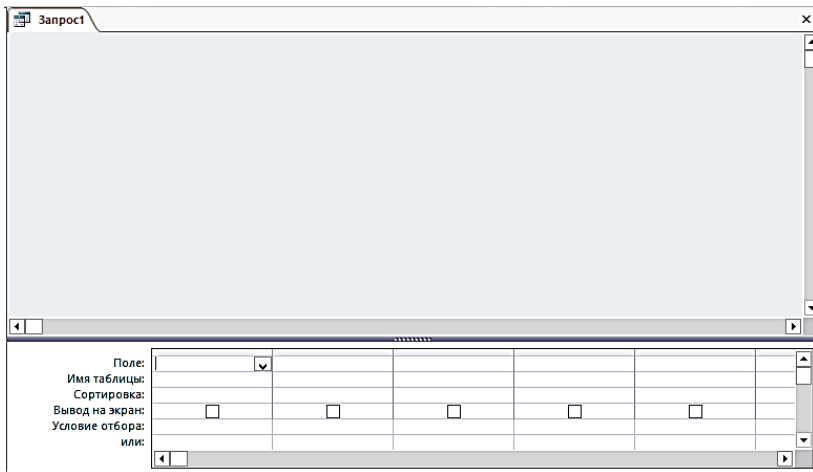 Запрос1
Поле:
Имя таблицы:
Сортировка:
Вывод на экран:
Условие отбора:
или: